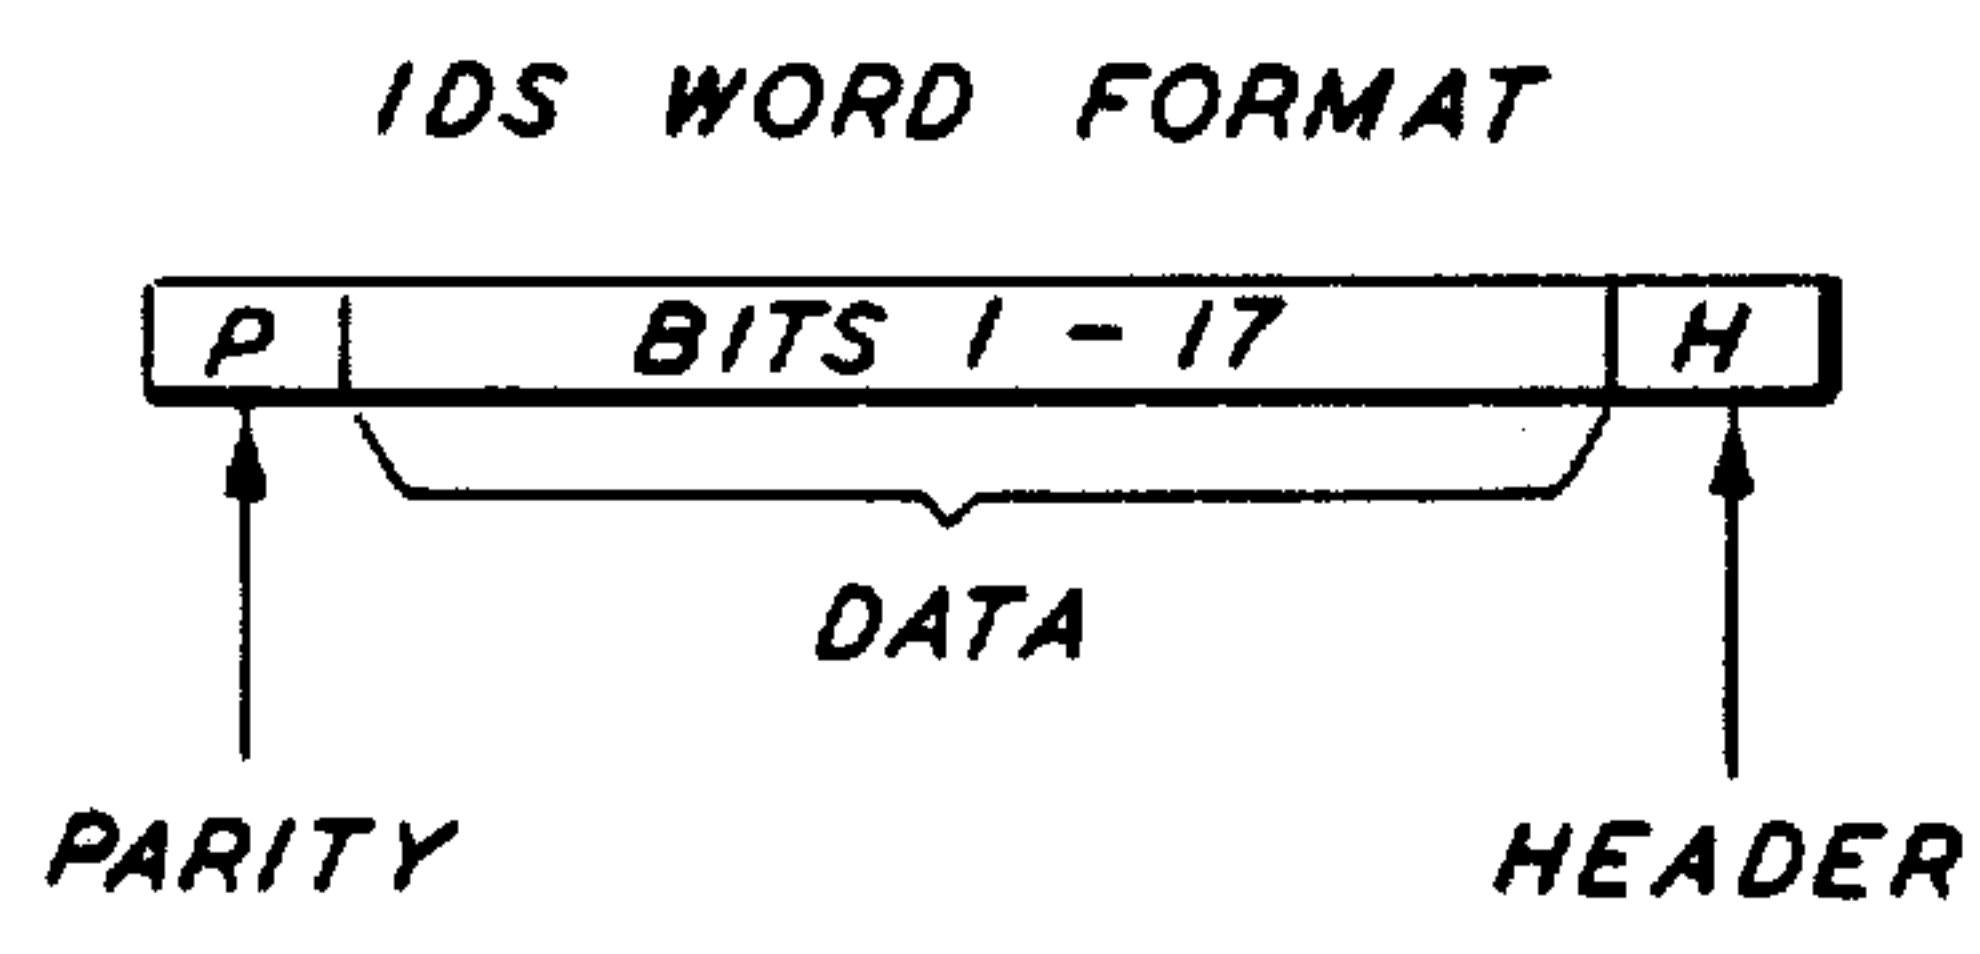 IDS WORD FORMAT
P BITS 1 - 17 H
DATA
PARITY HEADER